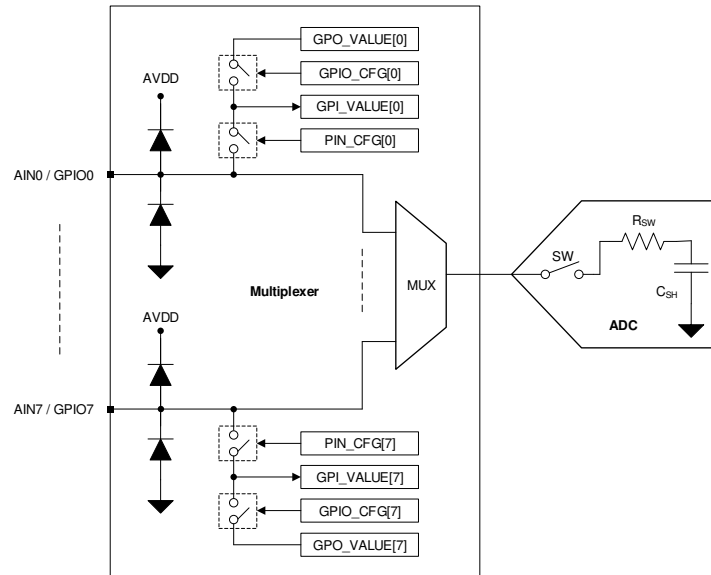 GPO_VALUE[0]
AVDD
GPIO_CFG[0]
GPI_VALUE[0]
PIN_CFG[0]
AIN0 / GPIO0
RSW
SW
MUX
Multiplexer
CSH
ADC
AVDD
AIN7 / GPIO7
PIN_CFG[7]
GPI_VALUE[7]
GPIO_CFG[7]
GPO_VALUE[7]